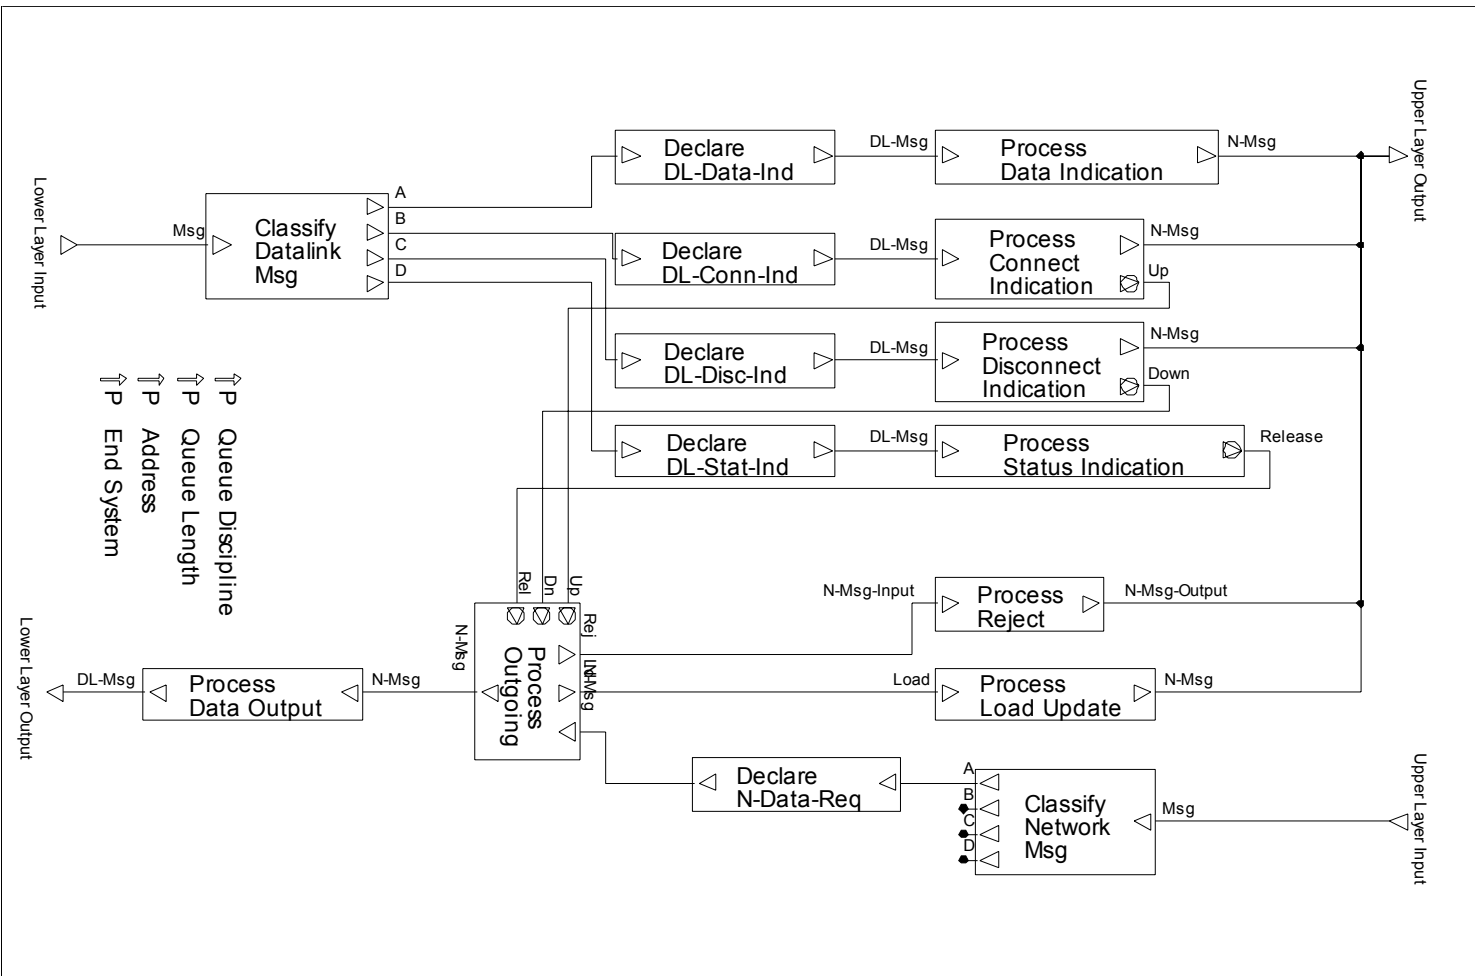 Upper Layer Output
Declare
DL-Data-Ind
DL-Msg
Process
Data Indication
N-Msg
Lower Layer Input
Msg
Classify
Datalink
Msg
A
B
C
D
Declare
DL-Conn-Ind
DL-Msg
Process
Connect
Indication
N-Msg
Up
Declare
DL-Disc-Ind
DL-Msg
Process
Disconnect
Indication
N-Msg
Down
Declare
DL-Stat-Ind
DL-Msg
Process
Status Indication
Release
P Queue Discipline
P Queue Length
P Address
P End System
Rel
Dn
Up
Rej
N-Msg
Process
Outgoing
N-Msg-Input
Process
Reject
N-Msg-Output
Load
Process
Load Update
N-Msg
Lower Layer Output
DL-Msg
Process
Data Output
N-Msg
Declare
N-Data-Req
A
B
C
D
Classify
Network
Msg
Msg
Upper Layer Input